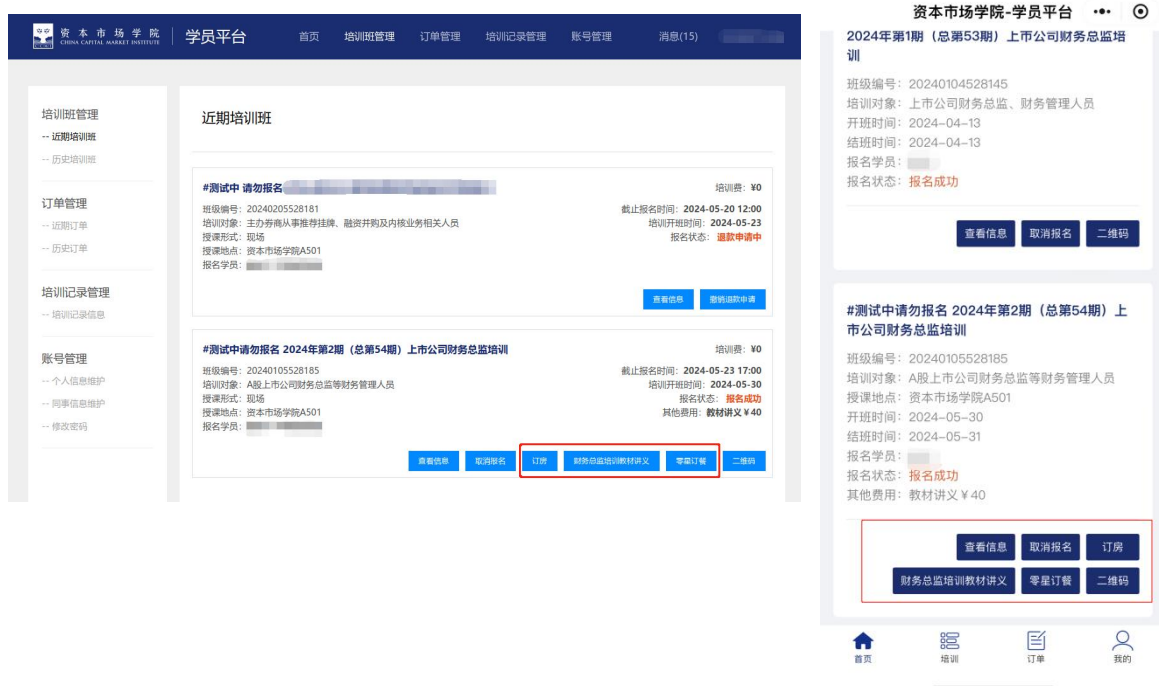 资本市场学院
CHINA CAPITAL MARKET INSTITUTE
学员平台
首页
培训班管理
订单管理
培训记录管理
账号管理
消息(15)
培训班管理
-- 近期培训班
-- 历史培训班
订单管理
-- 近期订单
-- 历史订单
培训记录管理
-- 培训记录信息
账号管理
-- 个人信息维护
-- 同事信息维护
-- 修改密码
近期培训班
#测试中 请勿报名
培训费: ¥0
班级编号: 20240205528181
截止报名时间: 2024-05-20 12:00
培训对象: 主办券商从事推荐挂牌、融资并购及内核业务相关人员
培训开班时间: 2024-05-23
授课形式: 现场
报名状态: 退款申请中
授课地点: 资本市场学院A501
报名学员:
查看信息
撤销退款申请
#测试中请勿报名 2024年第2期（总第54期）上市公司财务总监培训
培训费: ¥0
班级编号: 20240105528185
截止报名时间: 2024-05-23 17:00
培训对象: A股上市公司财务总监等财务管理人员
培训开班时间: 2024-05-30
授课形式: 现场
报名状态: 报名成功
授课地点: 资本市场学院A501
其他费用: 教材讲义￥40
报名学员:
查看信息
取消报名
订房
财务总监培训教材讲义
零星订餐
二维码
资本市场学院-学员平台
2024年第1期（总第53期）上市公司财务总监培
训
班级编号: 20240104528145
培训对象: 上市公司财务总监、财务管理人员
开班时间: 2024-04-13
结班时间: 2024-04-13
报名学员:
报名状态: 报名成功
查看信息
取消报名
二维码
#测试中请勿报名 2024年第2期（总第54期）上
市公司财务总监培训
班级编号: 20240105528185
培训对象: A股上市公司财务总监等财务管理人员
授课地点: 资本市场学院A501
开班时间: 2024-05-30
结班时间: 2024-05-31
报名学员:
报名状态: 报名成功
其他费用: 教材讲义￥40
查看信息
取消报名
订房
财务总监培训教材讲义
零星订餐
二维码
首页
培训
订单
我的